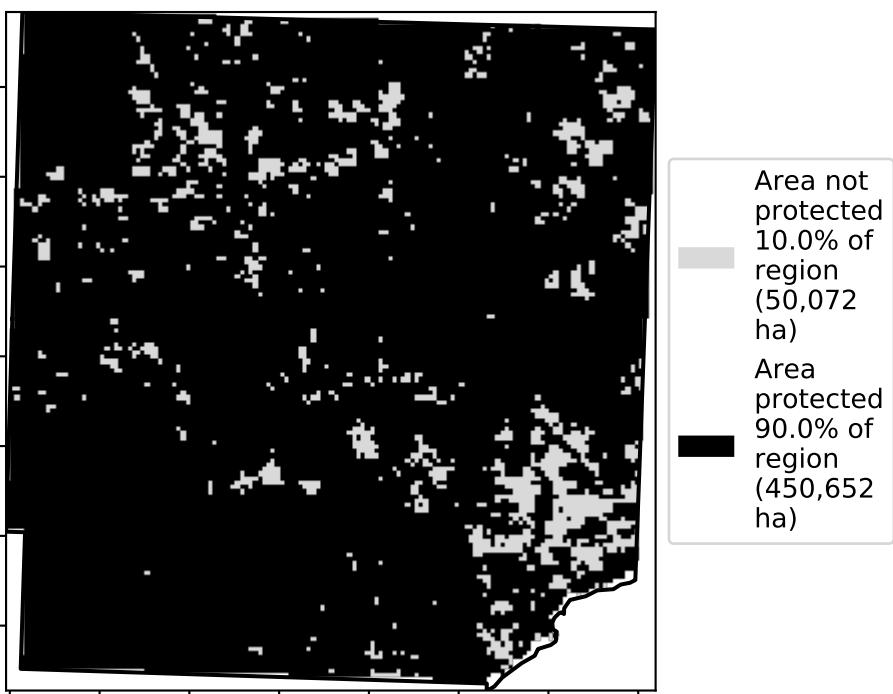 Area not
protected
10.0% of
region
(50,072
ha)
Area
protected
90.0% of
region
(450,652
ha)